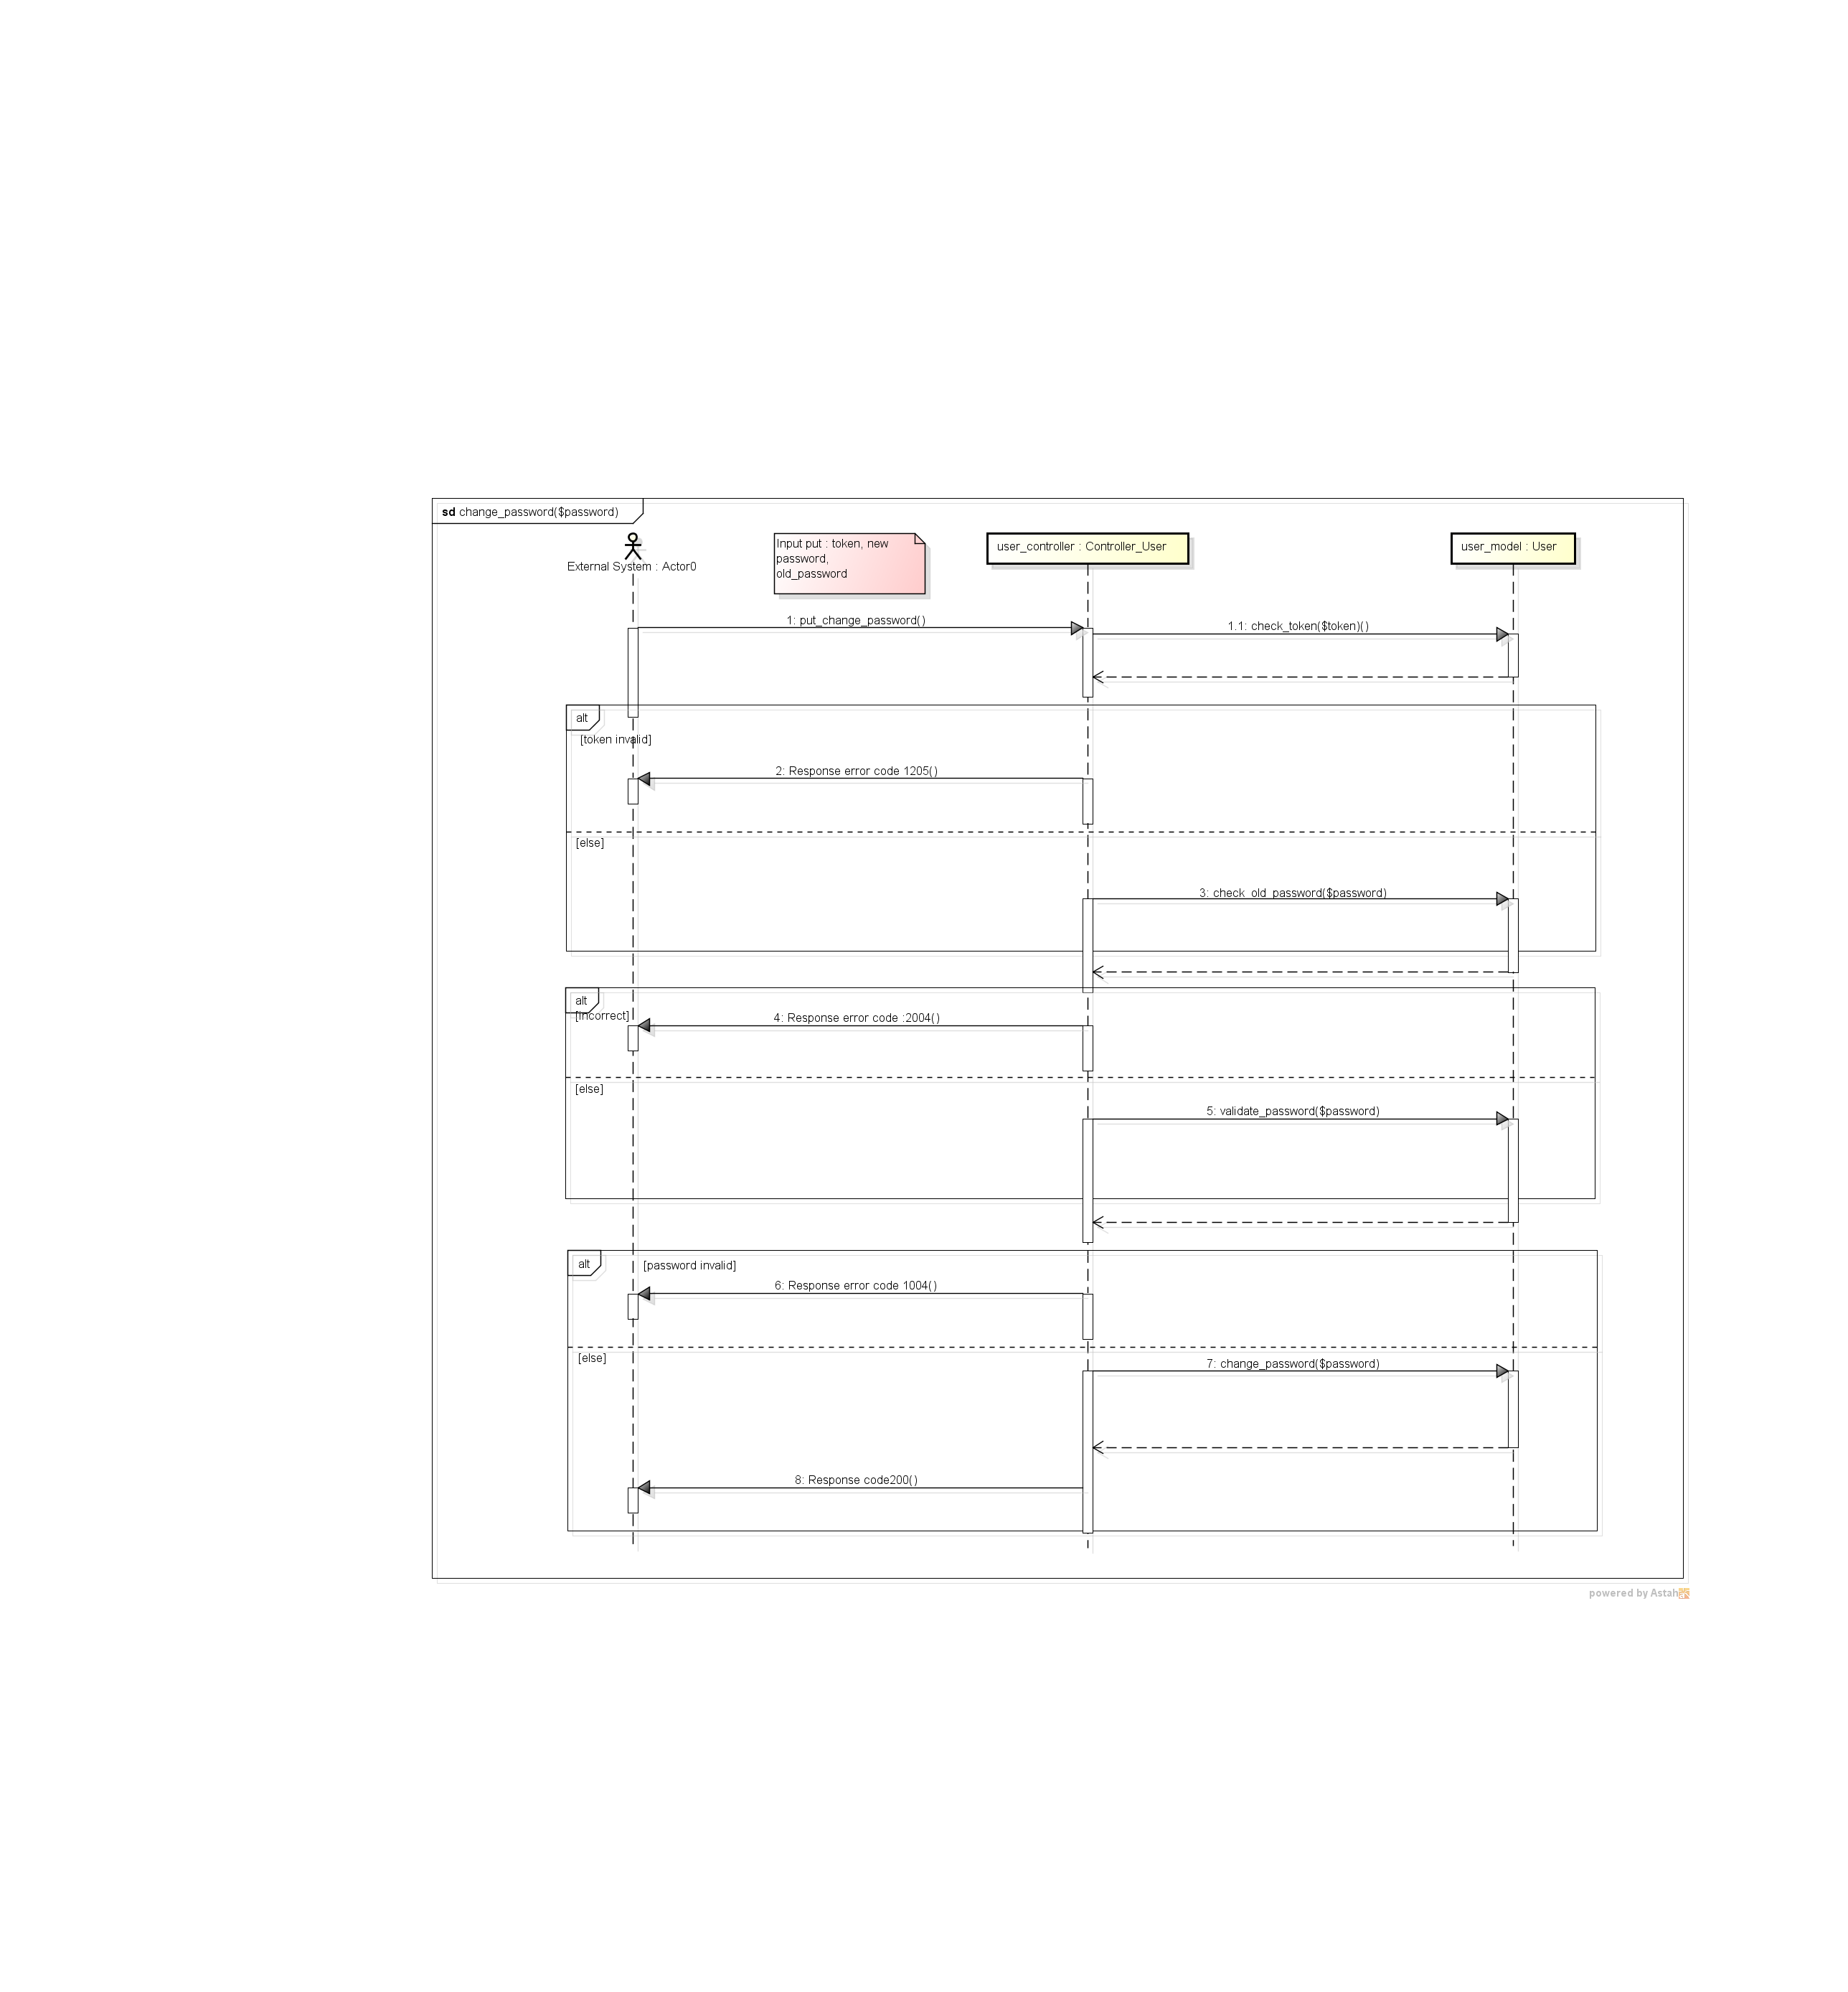 sd change_password($password)
External System : Actor0
Input put : token, new
password,
old_password
user_controller : Controller_User
user_model : User
1: put_change_password()
1.1: check_token($token)()
alt
[token invalid]
2: Response error code 1205()
[else]
3: check_old_password($password)
alt
[incorrect]
4: Response error code :2004()
[else]
5: validate_password($password)
alt
[password invalid]
6: Response error code 1004()
[else]
7: change_password($password)
8: Response code200()
powered by Astah